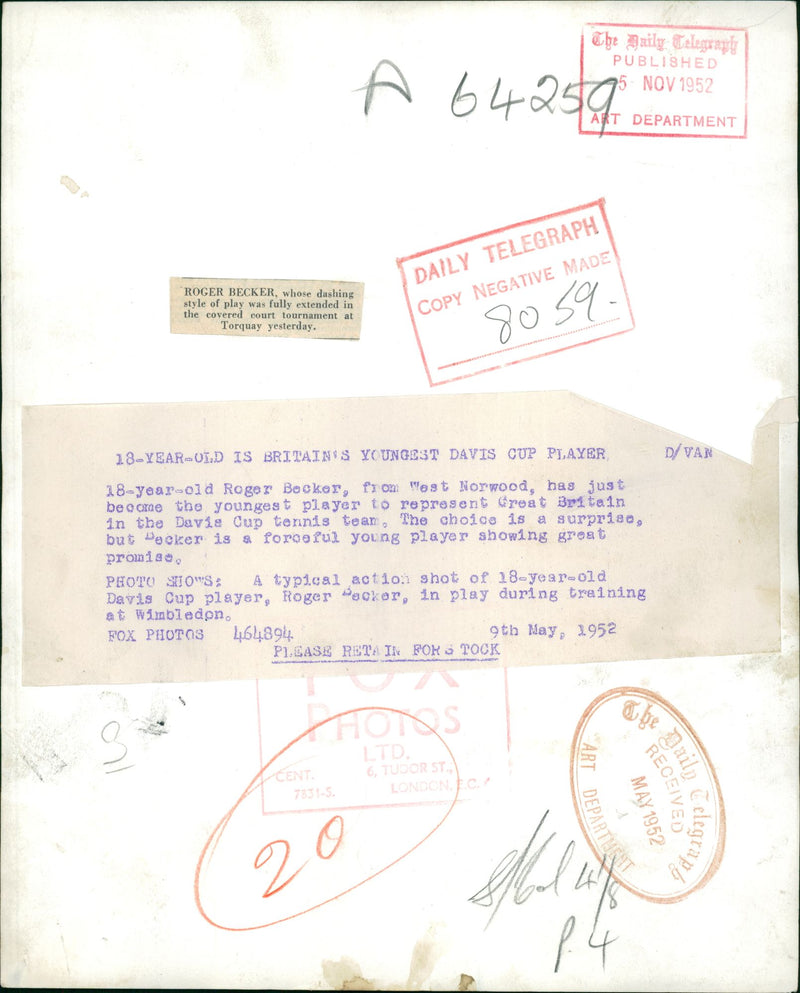 The Daily Telegraph
PUBLISHED
5 NOV 1952
ART DEPARTMENT
A 64259
DAILY TELEGRAPH
COPY NEGATIVE MADE
8059.
ROGER BECKER, whose dashing
style of play was fully extended in
the covered court tournament at
Torquay yesterday.
18-YEAR-OLD IS BRITAIN'S YOUNGEST DAVIS CUP PLAYER. D/VAN
18-year-old Roger Becker, from West Norwood, has just
become the youngest player to represent Great Britain
in the Davis Cup tennis team. The choice is a surprise,
but Becker is a forceful young player showing great
promise.
PHOTO SHOWS: A typical action shot of 18-year-old
Davis Cup player, Roger Becker, in play during training
at Wimbledon.
FOX PHOTOS 464894 9th May, 1952
PLEASE RETAIN FOR STOCK
FOX
PHOTOS
LTD.
CENT. 6, TUDOR ST.,
7831-5. LONDON, E.C.4
The Daily Telegraph
RECEIVED
MAY 1952
ART DEPARTMENT
20
P. 4